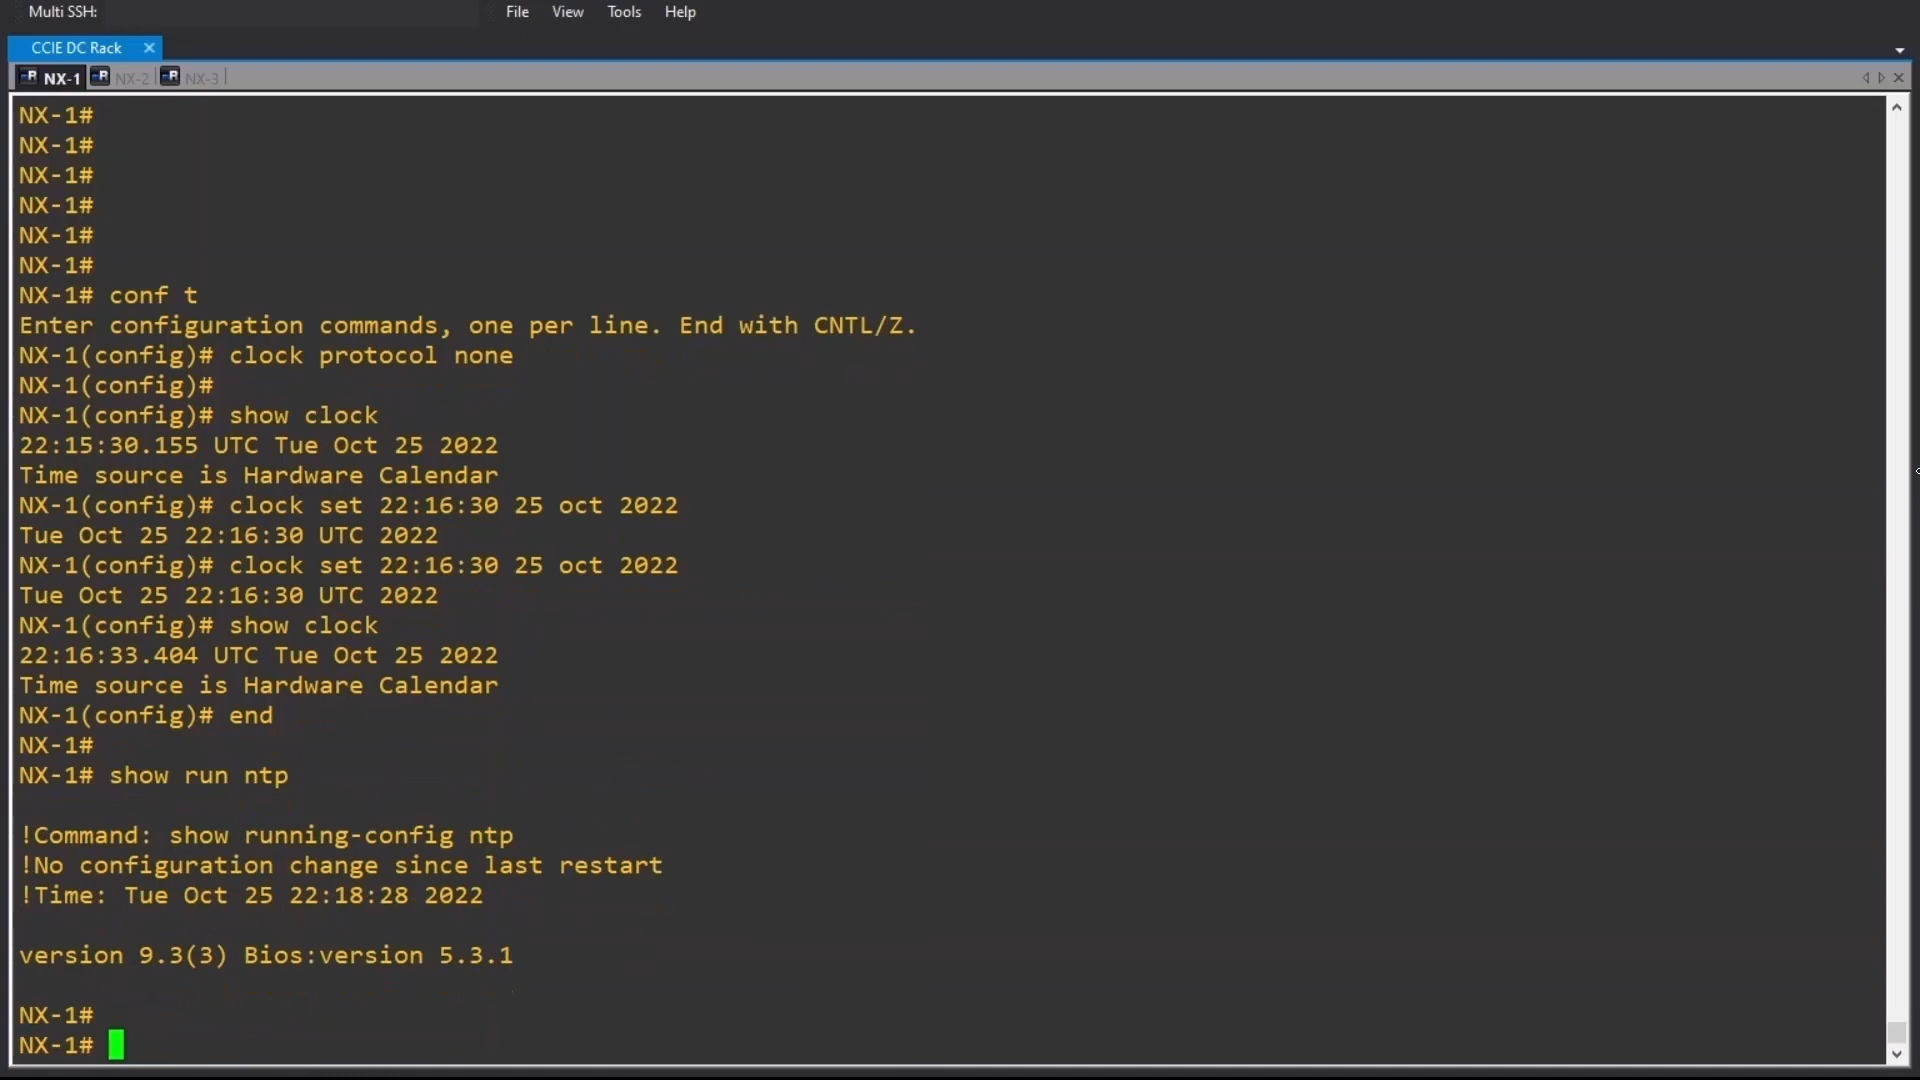 Multi SSH:
File View Tools Help
CCIE DC Rack
NX-1 NX-2 NX-3
NX-1#
NX-1#
NX-1#
NX-1#
NX-1#
NX-1#
NX-1# conf t
Enter configuration commands, one per line. End with CNTL/Z.
NX-1(config)# clock protocol none
NX-1(config)#
NX-1(config)# show clock
22:15:30.155 UTC Tue Oct 25 2022
Time source is Hardware Calendar
NX-1(config)# clock set 22:16:30 25 oct 2022
Tue Oct 25 22:16:30 UTC 2022
NX-1(config)# clock set 22:16:30 25 oct 2022
Tue Oct 25 22:16:30 UTC 2022
NX-1(config)# show clock
22:16:33.404 UTC Tue Oct 25 2022
Time source is Hardware Calendar
NX-1(config)# end
NX-1#
NX-1# show run ntp
!Command: show running-config ntp
!No configuration change since last restart
!Time: Tue Oct 25 22:18:28 2022
version 9.3(3) Bios:version 5.3.1
NX-1#
NX-1#